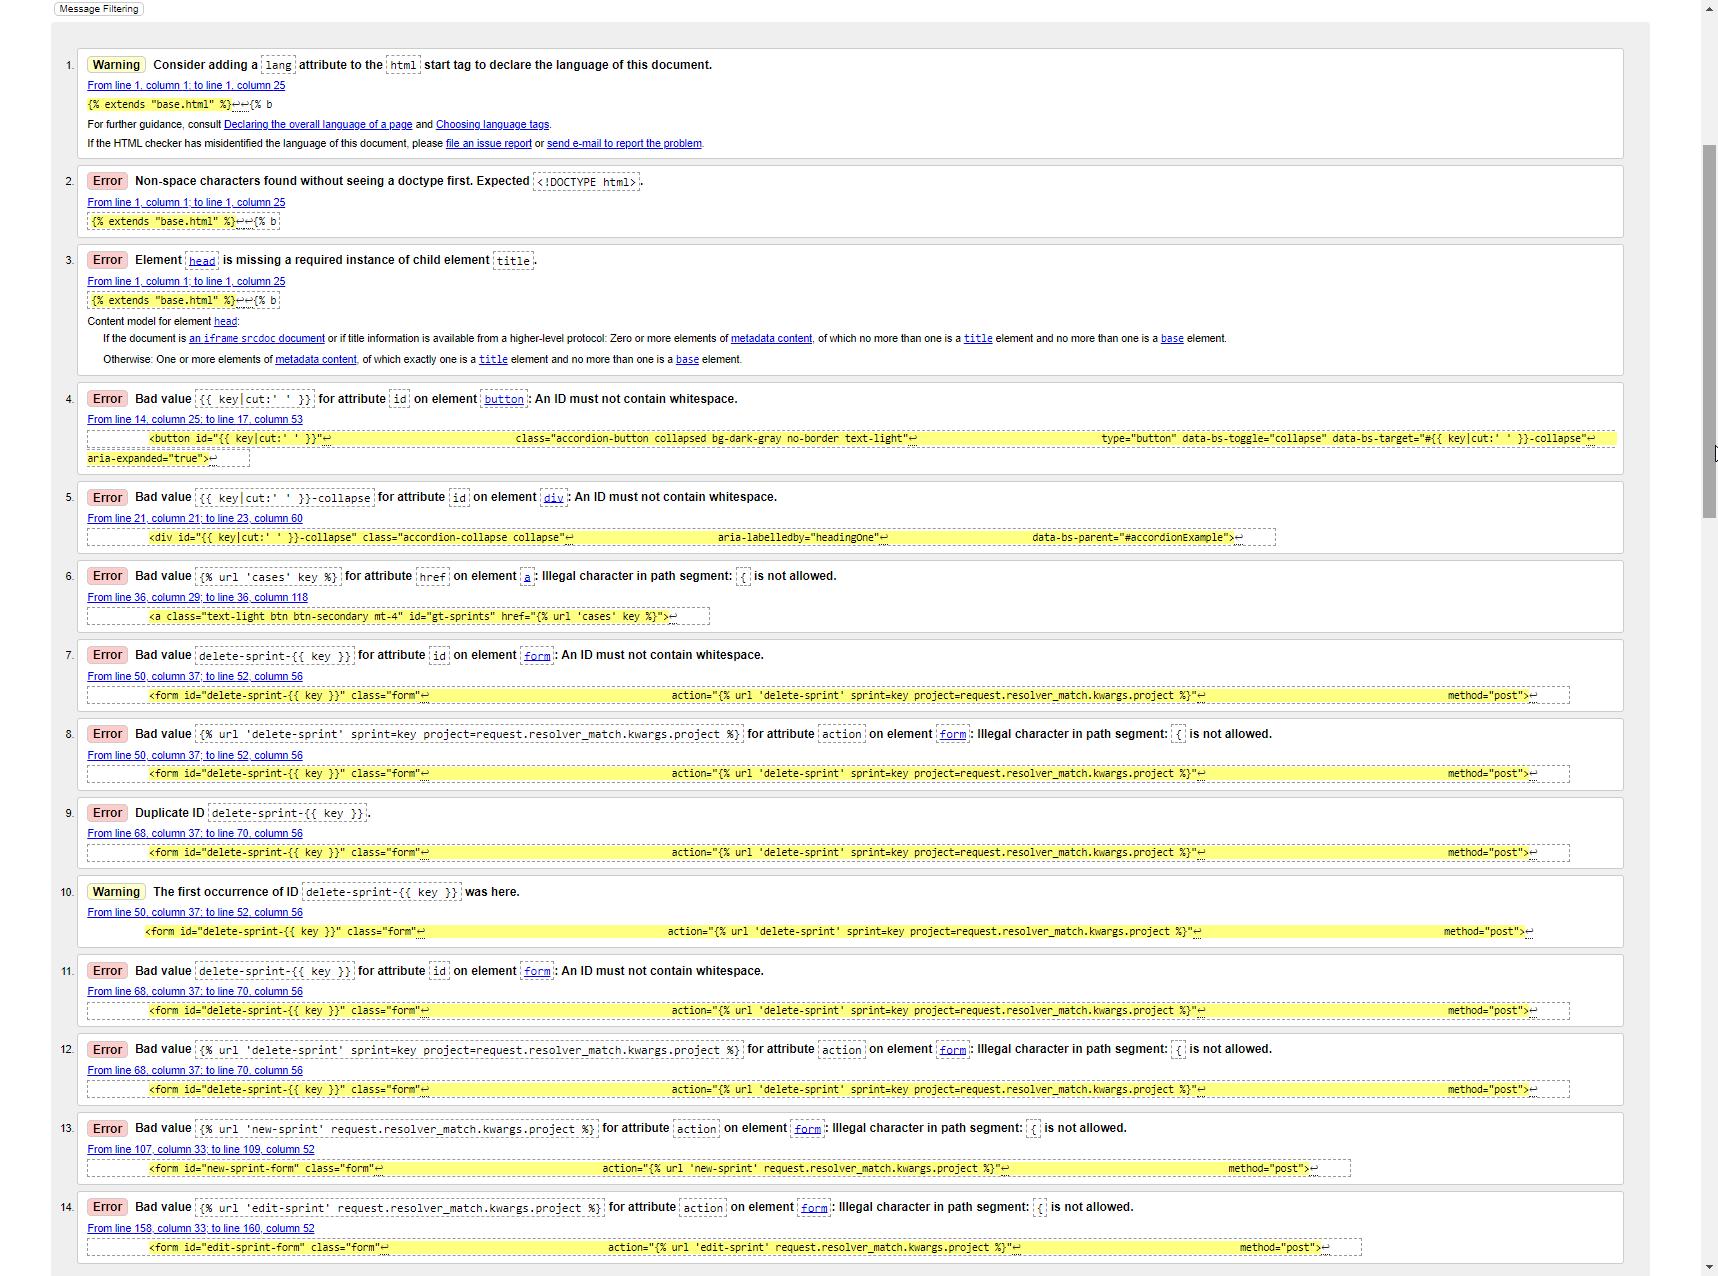 Message Filtering
1. Warning Consider adding a lang attribute to the html start tag to declare the language of this document.
From line 1, column 1; to line 1, column 25
{% extends "base.html" %}↩↩{% b
For further guidance, consult Declaring the overall language of a page and Choosing language tags.
If the HTML checker has misidentified the language of this document, please file an issue report or send e-mail to report the problem.
2. Error Non-space characters found without seeing a doctype first. Expected <!DOCTYPE html>.
From line 1, column 1; to line 1, column 25
{% extends "base.html" %}↩↩{% b
3. Error Element head is missing a required instance of child element title.
From line 1, column 1; to line 1, column 25
{% extends "base.html" %}↩↩{% b
Content model for element head:
If the document is an iframe srcdoc document or if title information is available from a higher-level protocol: Zero or more elements of metadata content, of which no more than one is a title element and no more than one is a base element.
Otherwise: One or more elements of metadata content, of which exactly one is a title element and no more than one is a base element.
4. Error Bad value {{ key|cut:' ' }} for attribute id on element button: An ID must not contain whitespace.
From line 14, column 25; to line 17, column 53
<button id="{{ key|cut:' ' }}"↩ class="accordion-button collapsed bg-dark-gray no-border text-light"↩ type="button" data-bs-toggle="collapse" data-bs-target="#{{ key|cut:' ' }}-collapse"↩
aria-expanded="true">↩
5. Error Bad value {{ key|cut:' ' }}-collapse for attribute id on element div: An ID must not contain whitespace.
From line 21, column 21; to line 23, column 60
<div id="{{ key|cut:' ' }}-collapse" class="accordion-collapse collapse"↩ aria-labelledby="headingOne"↩ data-bs-parent="#accordionExample">↩
6. Error Bad value {% url 'cases' key %} for attribute href on element a: Illegal character in path segment: { is not allowed.
From line 36, column 29; to line 36, column 118
<a class="text-light btn btn-secondary mt-4" id="gt-sprints" href="{% url 'cases' key %}">↩
7. Error Bad value delete-sprint-{{ key }} for attribute id on element form: An ID must not contain whitespace.
From line 50, column 37; to line 52, column 56
<form id="delete-sprint-{{ key }}" class="form"↩ action="{% url 'delete-sprint' sprint=key project=request.resolver_match.kwargs.project %}"↩ method="post">↩
8. Error Bad value {% url 'delete-sprint' sprint=key project=request.resolver_match.kwargs.project %} for attribute action on element form: Illegal character in path segment: { is not allowed.
From line 50, column 37; to line 52, column 56
<form id="delete-sprint-{{ key }}" class="form"↩ action="{% url 'delete-sprint' sprint=key project=request.resolver_match.kwargs.project %}"↩ method="post">↩
9. Error Duplicate ID delete-sprint-{{ key }}.
From line 68, column 37; to line 70, column 56
<form id="delete-sprint-{{ key }}" class="form"↩ action="{% url 'delete-sprint' sprint=key project=request.resolver_match.kwargs.project %}"↩ method="post">↩
10. Warning The first occurrence of ID delete-sprint-{{ key }} was here.
From line 50, column 37; to line 52, column 56
<form id="delete-sprint-{{ key }}" class="form"↩ action="{% url 'delete-sprint' sprint=key project=request.resolver_match.kwargs.project %}"↩ method="post">↩
11. Error Bad value delete-sprint-{{ key }} for attribute id on element form: An ID must not contain whitespace.
From line 68, column 37; to line 70, column 56
<form id="delete-sprint-{{ key }}" class="form"↩ action="{% url 'delete-sprint' sprint=key project=request.resolver_match.kwargs.project %}"↩ method="post">↩
12. Error Bad value {% url 'delete-sprint' sprint=key project=request.resolver_match.kwargs.project %} for attribute action on element form: Illegal character in path segment: { is not allowed.
From line 68, column 37; to line 70, column 56
<form id="delete-sprint-{{ key }}" class="form"↩ action="{% url 'delete-sprint' sprint=key project=request.resolver_match.kwargs.project %}"↩ method="post">↩
13. Error Bad value {% url 'new-sprint' request.resolver_match.kwargs.project %} for attribute action on element form: Illegal character in path segment: { is not allowed.
From line 107, column 33; to line 109, column 52
<form id="new-sprint-form" class="form"↩ action="{% url 'new-sprint' request.resolver_match.kwargs.project %}"↩ method="post">↩
14. Error Bad value {% url 'edit-sprint' request.resolver_match.kwargs.project %} for attribute action on element form: Illegal character in path segment: { is not allowed.
From line 158, column 33; to line 160, column 52
<form id="edit-sprint-form" class="form"↩ action="{% url 'edit-sprint' request.resolver_match.kwargs.project %}"↩ method="post">↩